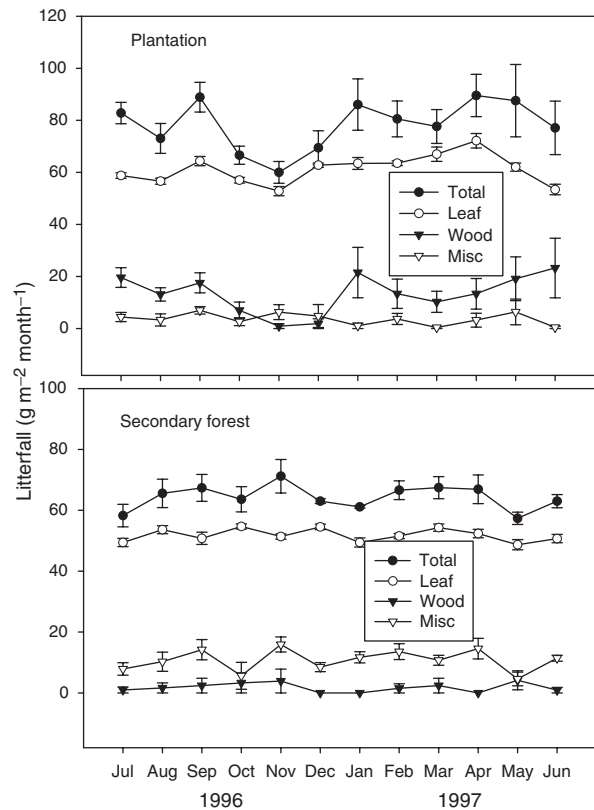 120
Plantation
100
80
60
40
20
0
Total
Leaf
Wood
Misc
Litterfall (g m−2 month−1)
100
Secondary forest
80
60
40
20
0
Total
Leaf
Wood
Misc
Jul Aug Sep Oct Nov Dec Jan Feb Mar Apr May Jun
1996 1997